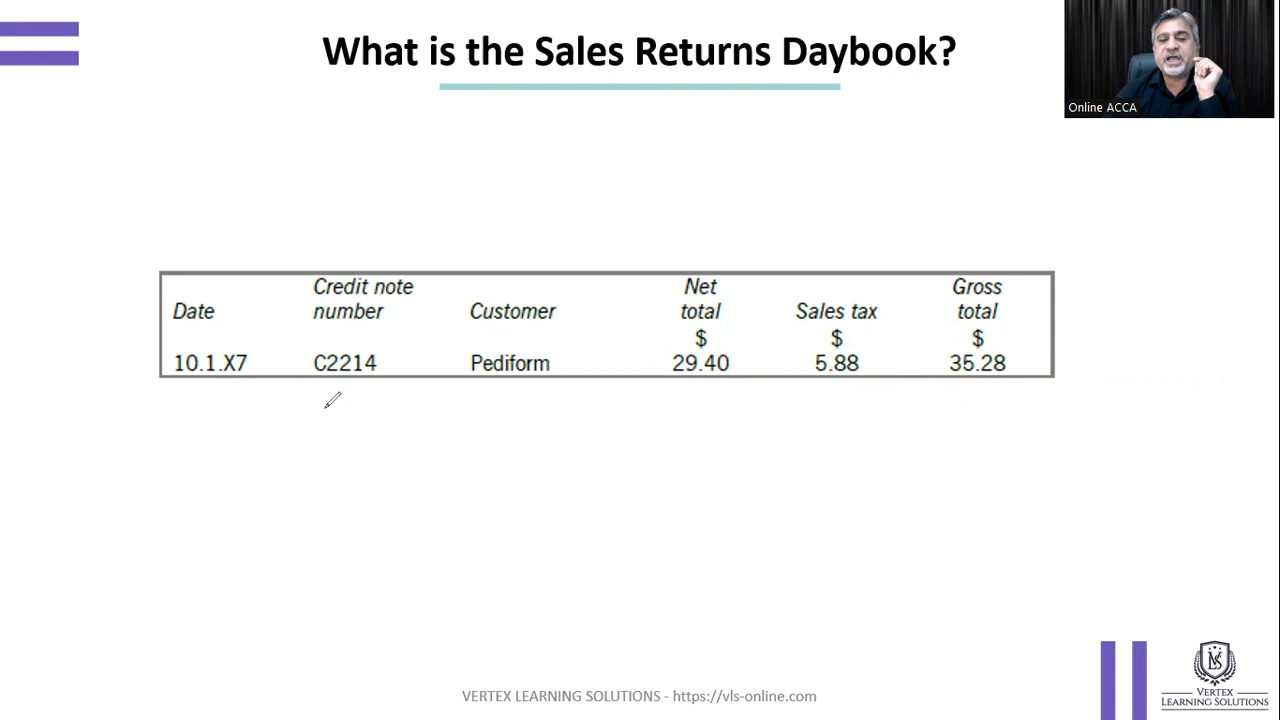 What is the Sales Returns Daybook?
Online ACCA
Date Credit note number Customer Net total $ Sales tax $ Gross total $
10.1.X7 C2214 Pediform 29.40 5.88 35.28
VERTEX LEARNING SOLUTIONS - https://vls-online.com
VERTEX
LEARNING SOLUTIONS